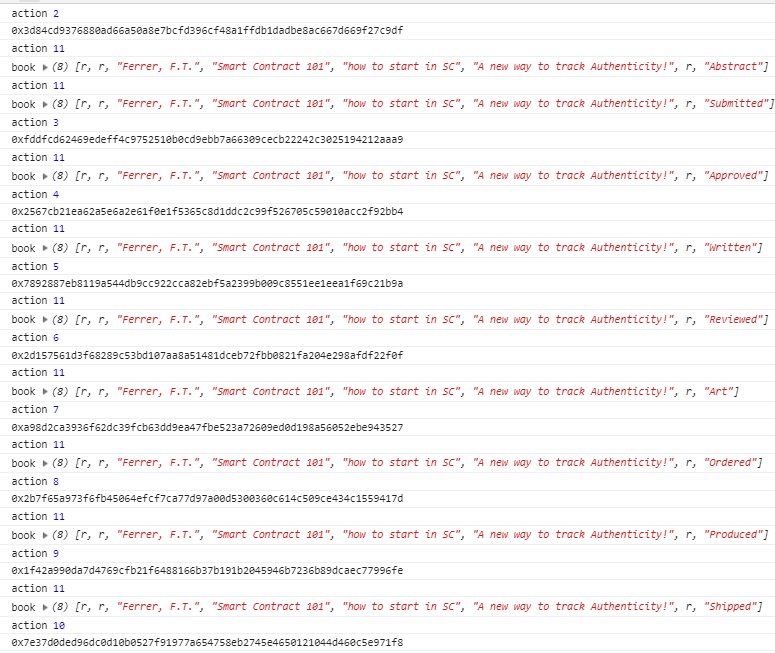 action 2
0x3d84cd9376880ad66a50a8e7bcfd396cf48a1ffdb1dadbe8ac667d669f27c9df
action 11
book ▶(8) [r, r, "Ferrer, F.T.", "Smart Contract 101", "how to start in SC", "A new way to track Authenticity!", r, "Abstract"]
action 11
book ▶(8) [r, r, "Ferrer, F.T.", "Smart Contract 101", "how to start in SC", "A new way to track Authenticity!", r, "Submitted"]
action 3
0xfddfcd62469edeff4c9752510b0cd9ebb7a66309cecb22242c3025194212aaa9
action 11
book ▶(8) [r, r, "Ferrer, F.T.", "Smart Contract 101", "how to start in SC", "A new way to track Authenticity!", r, "Approved"]
action 4
0x2567cb21ea62a5e6a2e61f0e1f5365c8d1ddc2c99f526705c59010acc2f92bb4
action 11
book ▶(8) [r, r, "Ferrer, F.T.", "Smart Contract 101", "how to start in SC", "A new way to track Authenticity!", r, "Written"]
action 5
0x7892887eb8119a544db9cc922cca82ebf5a2399b009c8551ee1eea1f69c21b9a
action 11
book ▶(8) [r, r, "Ferrer, F.T.", "Smart Contract 101", "how to start in SC", "A new way to track Authenticity!", r, "Reviewed"]
action 6
0x2d157561d3f68289c53bd107aa8a51481dceb72fbb0821fa204e298afdf22f0f
action 11
book ▶(8) [r, r, "Ferrer, F.T.", "Smart Contract 101", "how to start in SC", "A new way to track Authenticity!", r, "Art"]
action 7
0xa98d2ca3936f62dc39fcb63dd9ea47fbe523a72609ed0d198a56052ebe943527
action 11
book ▶(8) [r, r, "Ferrer, F.T.", "Smart Contract 101", "how to start in SC", "A new way to track Authenticity!", r, "Ordered"]
action 8
0x2b7f65a973f6fb45064efcf7ca77d97a00d5300360c614c509ce434c1559417d
action 11
book ▶(8) [r, r, "Ferrer, F.T.", "Smart Contract 101", "how to start in SC", "A new way to track Authenticity!", r, "Produced"]
action 9
0x1f42a990da7d4769cfb21f6488166b37b191b2045946b7236b89dcaec77996fe
action 11
book ▶(8) [r, r, "Ferrer, F.T.", "Smart Contract 101", "how to start in SC", "A new way to track Authenticity!", r, "Shipped"]
action 10
0x7e37d0ded96dc0d10b0527f91977a654758eb2745e4650121044d460c5e971f8